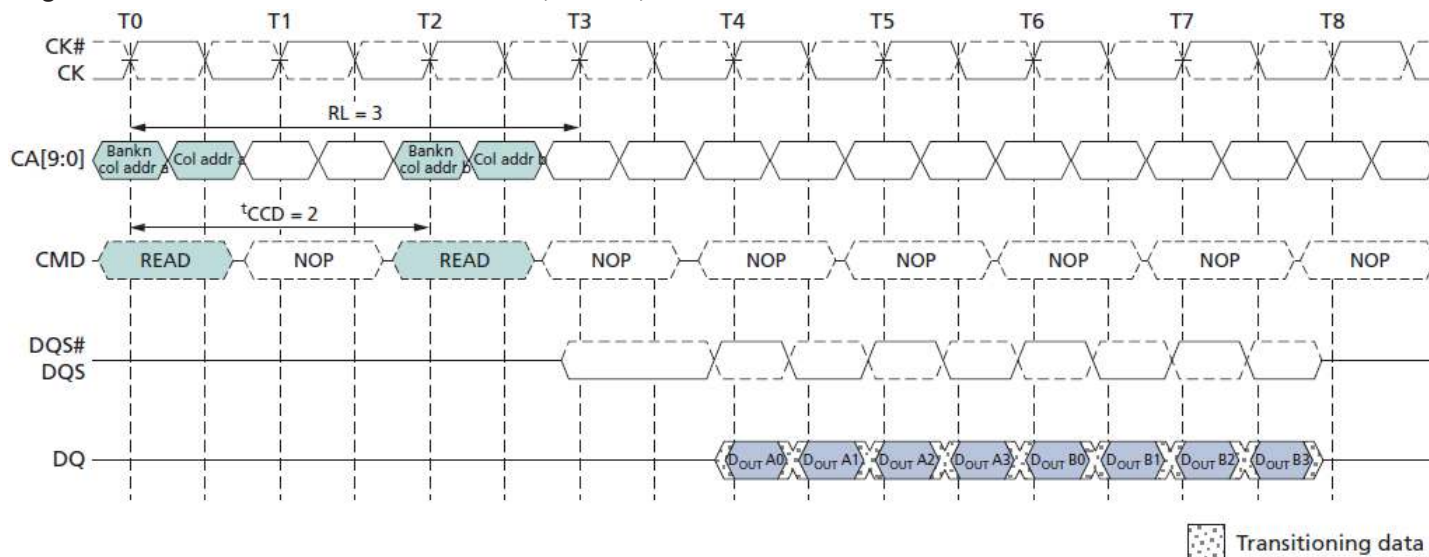 T0 T1 T2 T3 T4 T5 T6 T7 T8
CK#
CK
RL = 3
CA[9:0] Bankn col addr a Col addr a Bankn col addr b Col addr b
tCCD = 2
CMD READ NOP READ NOP NOP NOP NOP NOP NOP
DQS#
DQS
DQ DOUT A0 DOUT A1 DOUT A2 DOUT A3 DOUT B0 DOUT B1 DOUT B2 DOUT B3
Transitioning data